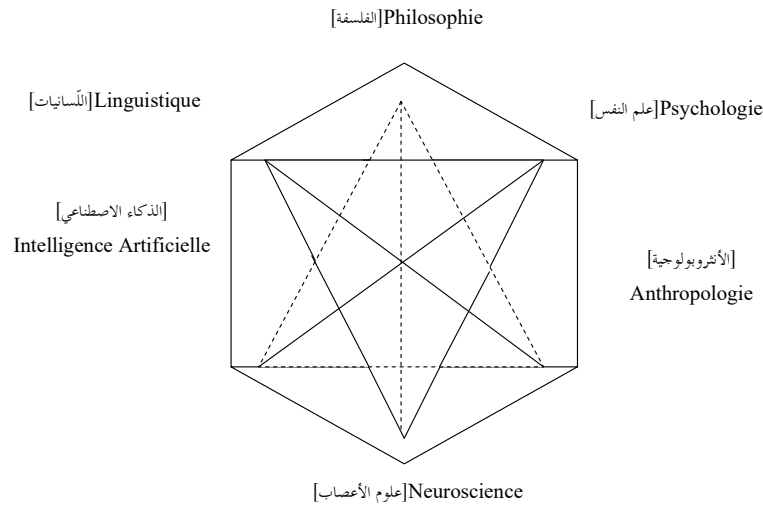 Philosophie[الفلسفة]
Linguistique[اللّسانيات]
Psychologie[علم النفس]
[الذكاء الاصطناعي]
Intelligence Artificielle
[الأنثروبولوجية]
Anthropologie
Neuroscience[علوم الأعصاب]